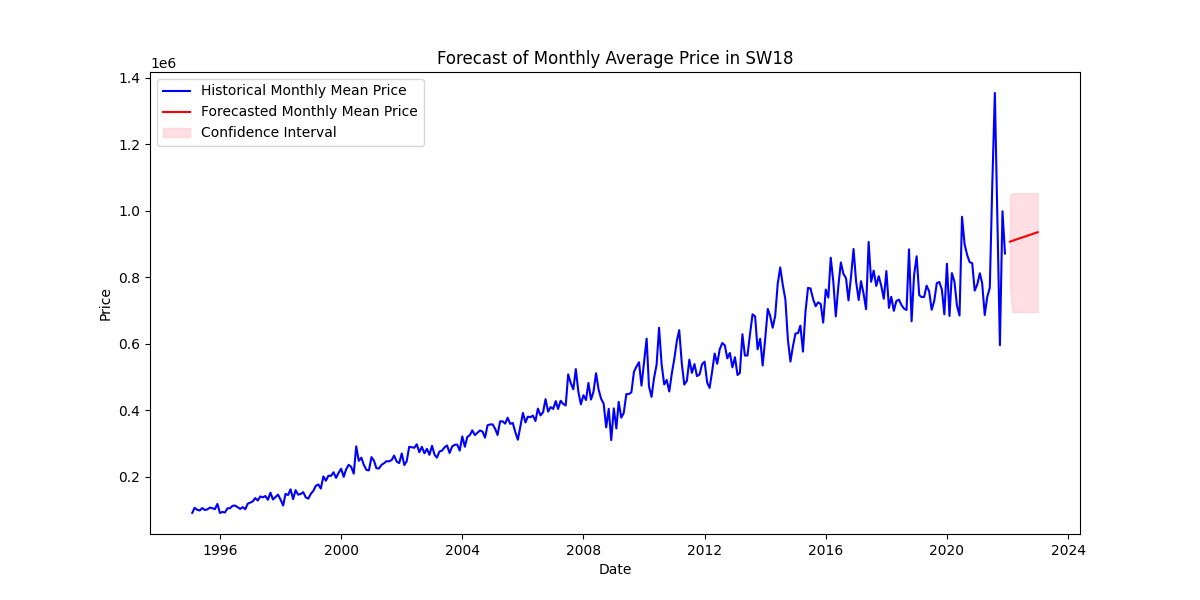 Forecast of Monthly Average Price in SW18
1e6
1.4
1.2
1.0
0.8
0.6
0.4
0.2
Price
Historical Monthly Mean Price
Forecasted Monthly Mean Price
Confidence Interval
1996 2000 2004 2008 2012 2016 2020 2024
Date